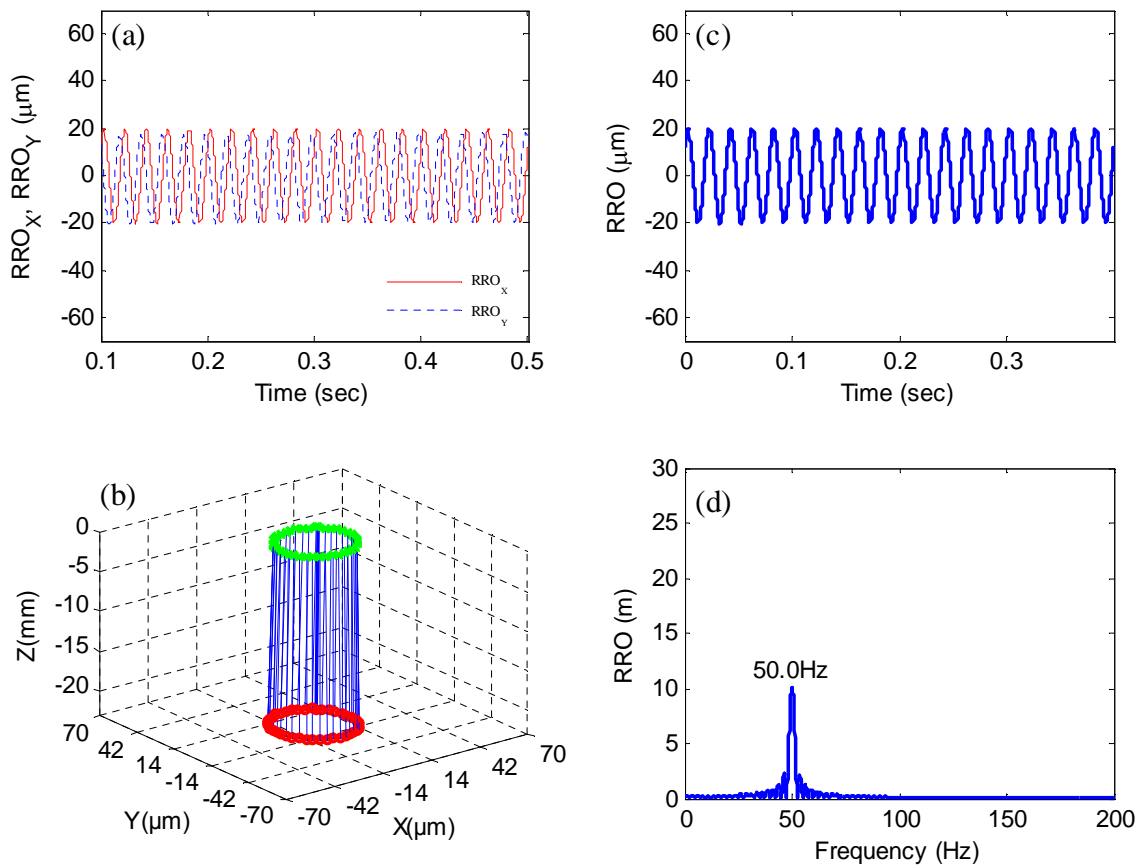 (a)
60
40
20
0
-20
-40
-60
RRO_X, RRO_Y (μm)
RRO_X
RRO_Y
0.1 0.2 0.3 0.4 0.5
Time (sec)
(c)
60
40
20
0
-20
-40
-60
RRO (μm)
0 0.1 0.2 0.3
Time (sec)
(b)
0
-5
-10
-15
-20
Z(mm)
70
42
14
-14
-42
-70
Y(μm)
-70
-42
-14
14
42
70
X(μm)
(d)
30
25
20
15
10
5
0
RRO (m)
50.0Hz
0 50 100 150 200
Frequency (Hz)